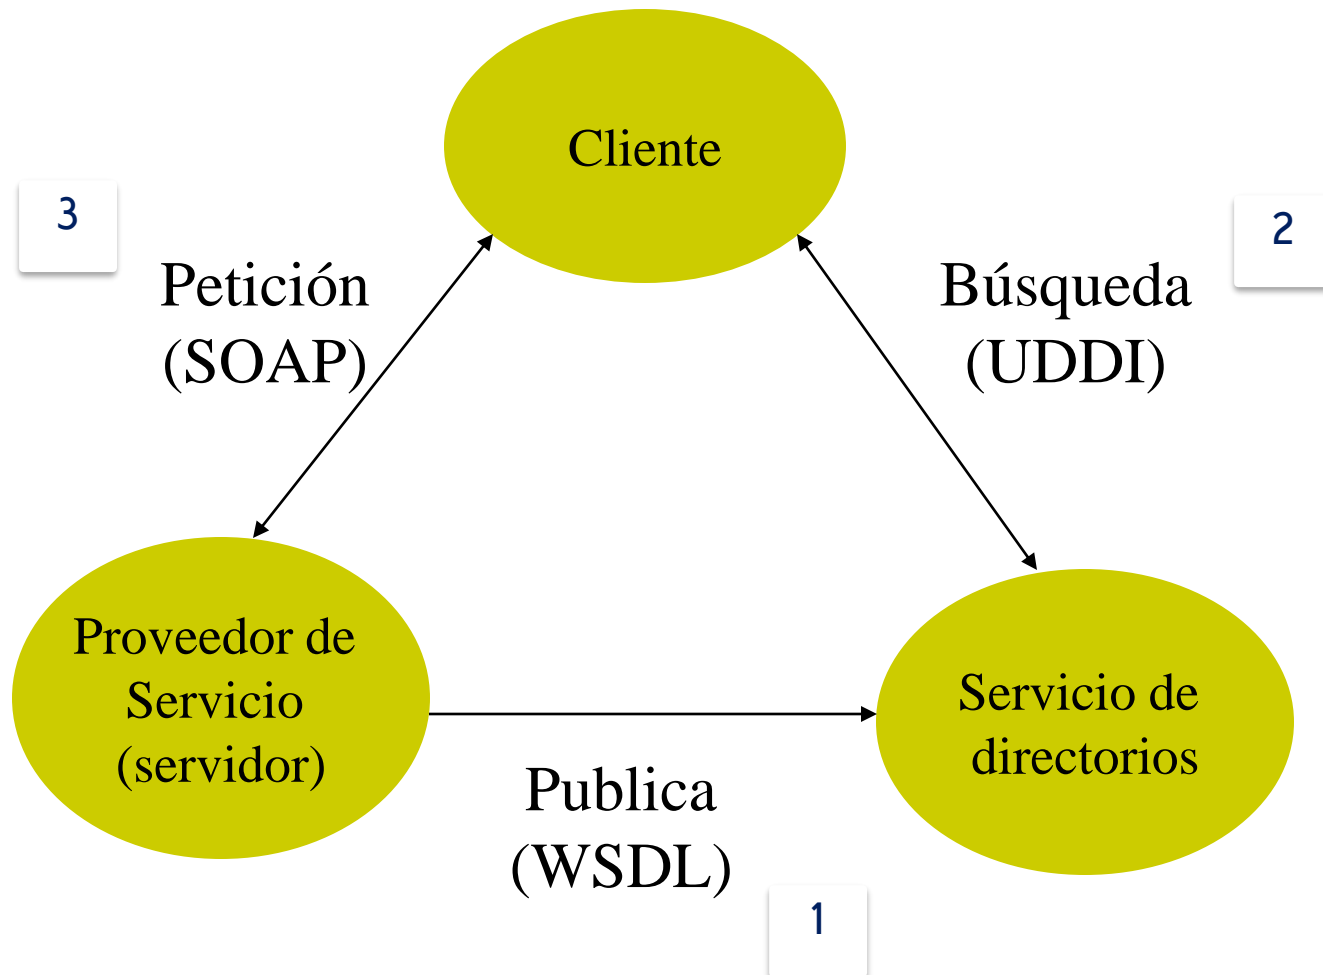 Cliente
3
2
Petición
(SOAP)
Búsqueda
(UDDI)
Proveedor de
Servicio
(servidor)
Servicio de
directorios
Publica
(WSDL)
1